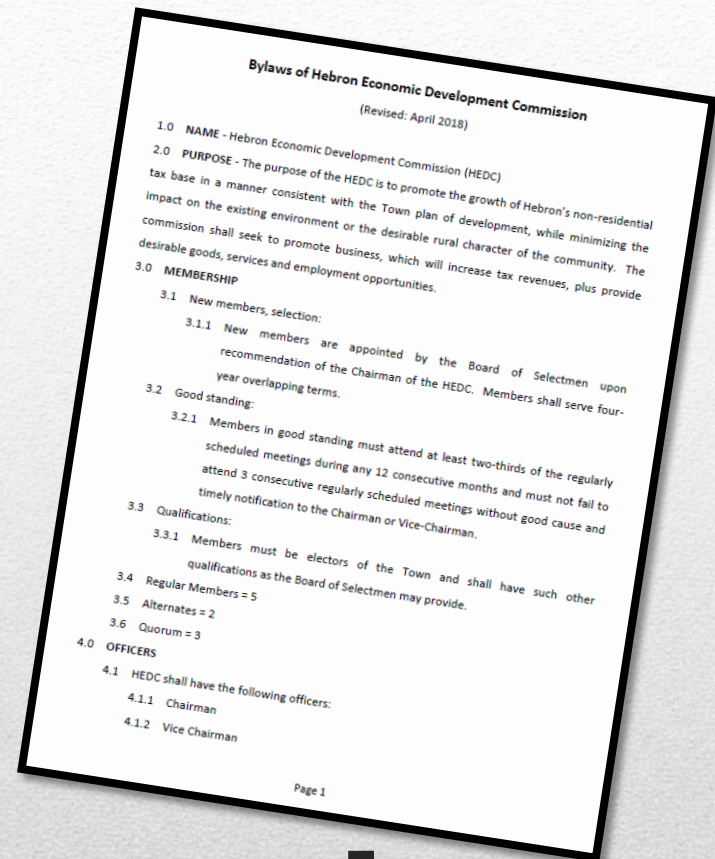 Bylaws of Hebron Economic Development Commission
(Revised: April 2018)
1.0 NAME - Hebron Economic Development Commission (HEDC)
2.0 PURPOSE - The purpose of the HEDC is to promote the growth of Hebron's non-residential
tax base in a manner consistent with the Town plan of development, while minimizing the
impact on the existing environment or the desirable rural character of the community. The
commission shall seek to promote business, which will increase tax revenues, plus provide
desirable goods, services and employment opportunities.
3.0 MEMBERSHIP
3.1 New members, selection:
3.1.1 New members are appointed by the Board of Selectmen upon
recommendation of the Chairman of the HEDC. Members shall serve four-
year overlapping terms.
3.2 Good standing:
3.2.1 Members in good standing must attend at least two-thirds of the regularly
scheduled meetings during any 12 consecutive months and must not fail to
attend 3 consecutive regularly scheduled meetings without good cause and
timely notification to the Chairman or Vice-Chairman.
3.3 Qualifications:
3.3.1 Members must be electors of the Town and shall have such other
qualifications as the Board of Selectmen may provide.
3.4 Regular Members = 5
3.5 Alternates = 2
3.6 Quorum = 3
4.0 OFFICERS
4.1 HEDC shall have the following officers:
4.1.1 Chairman
4.1.2 Vice Chairman
Page 1